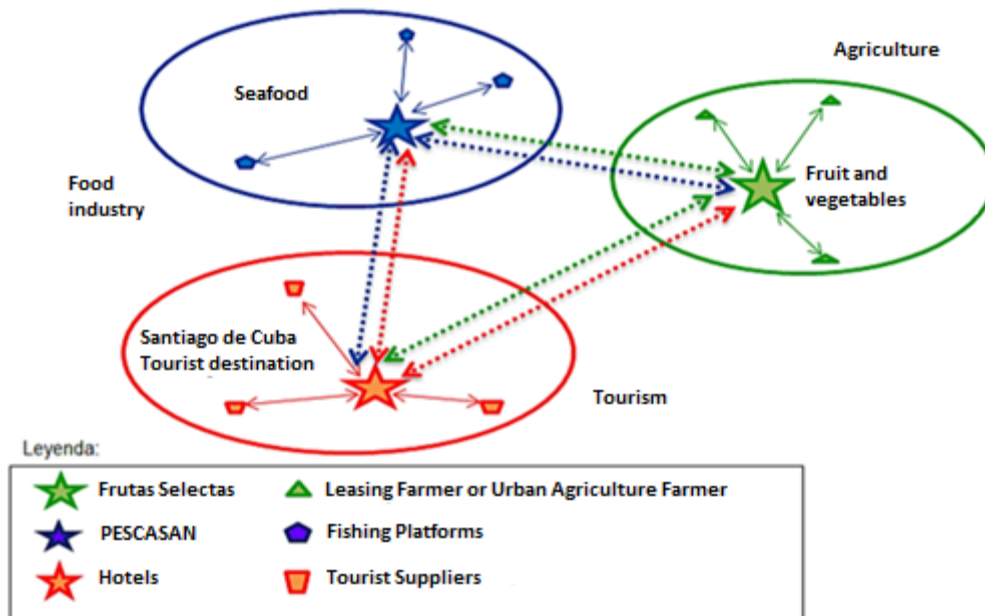 Agriculture
Seafood
Fruit and
vegetables
Food
industry
Santiago de Cuba
Tourist destination
Tourism
Leyenda:
Frutas Selectas
Leasing Farmer or Urban Agriculture Farmer
PESCASAN
Fishing Platforms
Hotels
Tourist Suppliers